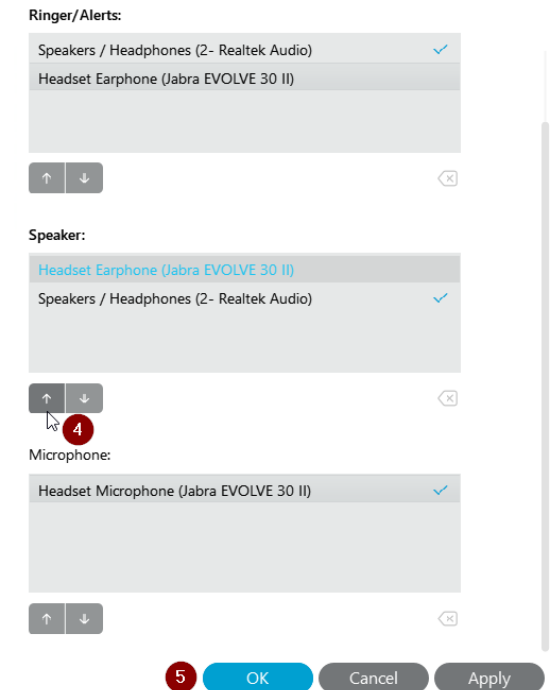 Ringer/Alerts:
Speakers / Headphones (2- Realtek Audio)
Headset Earphone (Jabra EVOLVE 30 II)
Speaker:
Headset Earphone (Jabra EVOLVE 30 II)
Speakers / Headphones (2- Realtek Audio)
4
Microphone:
Headset Microphone (Jabra EVOLVE 30 II)
5 OK Cancel Apply